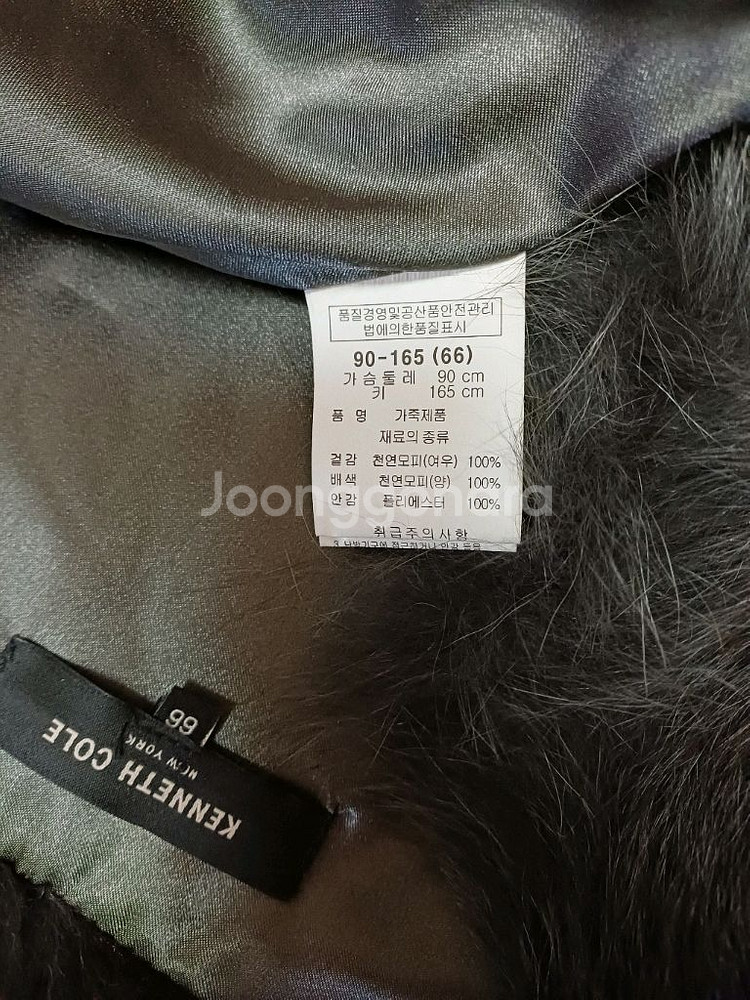 품질경영및공산품안전관리
법에의한품질표시
90-165 (66)
가슴둘레 90 cm
키 165 cm
품 명 가죽제품
재료의종류
겉감 천연모피(여우) 100%
배색 천연모피(양) 100%
안감 폴리에스터 100%
취급주의사항
Joonggonara
66
KENNETH COLE
NEW YORK